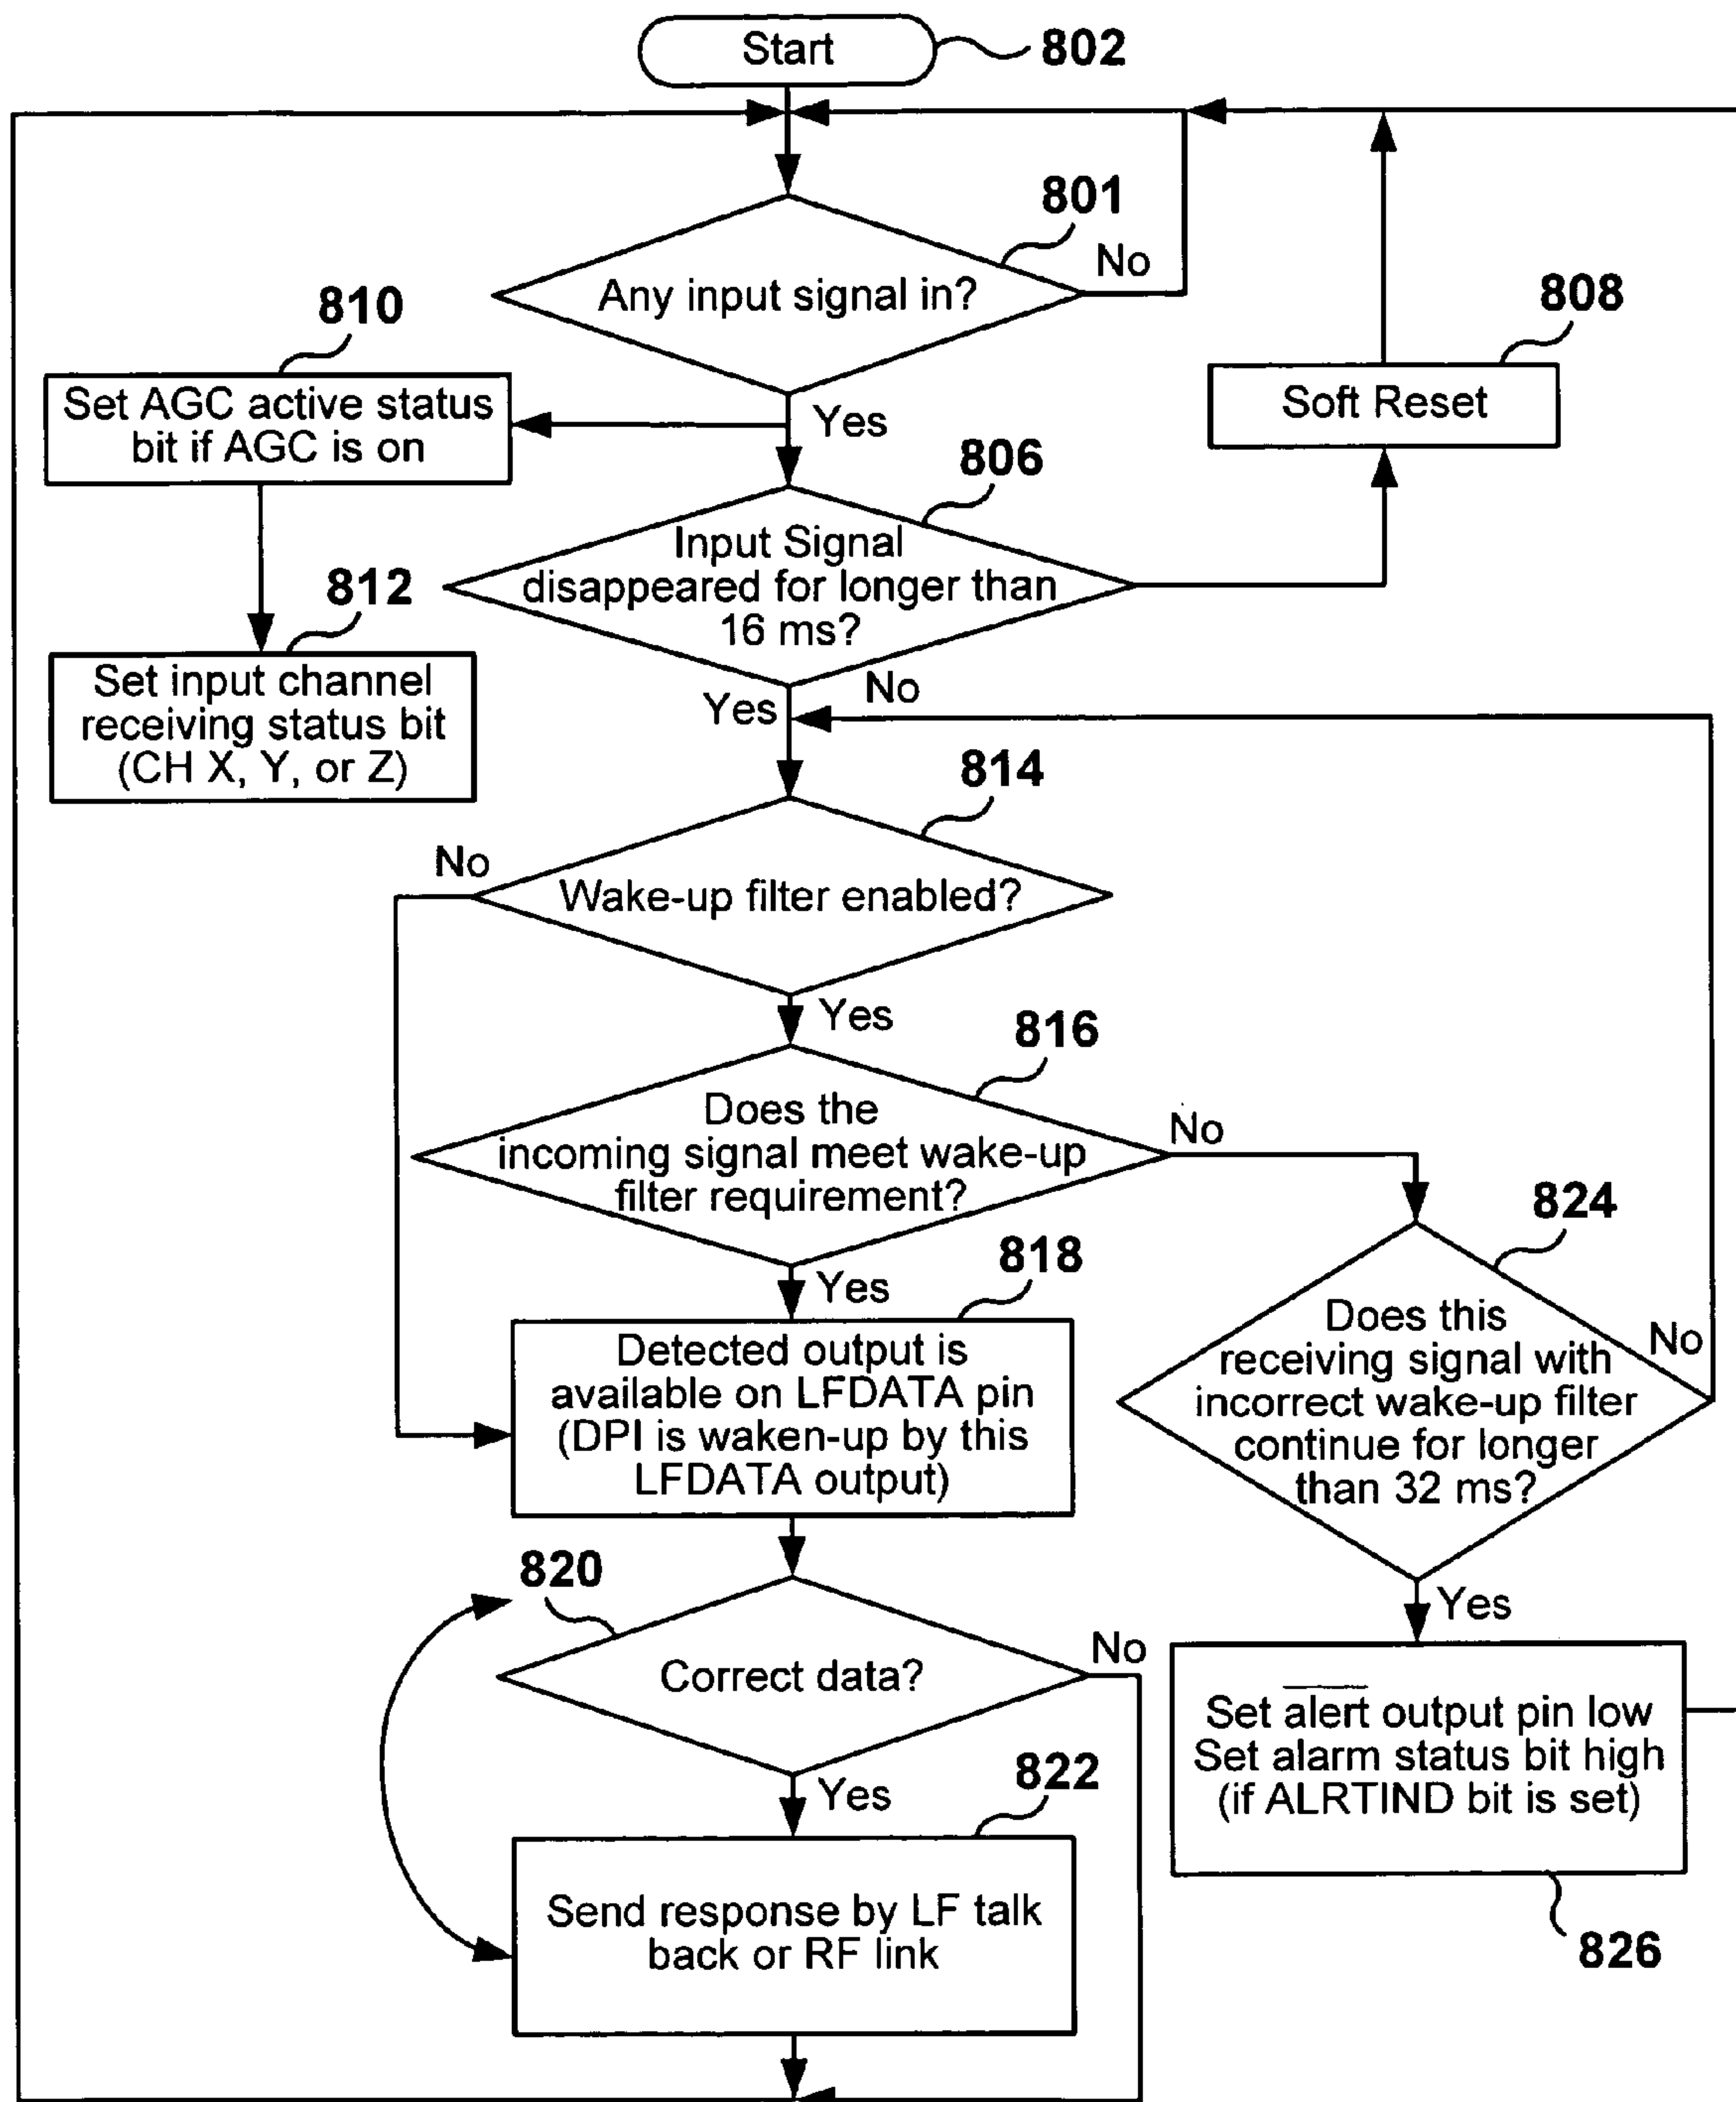 Start
802
801
Any input signal in?
No
810
Set AGC active status
bit if AGC is on
Yes
808
Soft Reset
806
Input Signal
disappeared for longer than
16 ms?
812
Set input channel
receiving status bit
(CH X, Y, or Z)
Yes
No
814
No
Wake-up filter enabled?
Yes
816
Does the
incoming signal meet wake-up
filter requirement?
No
824
Yes
818
Detected output is
available on LFDATA pin
(DPI is waken-up by this
LFDATA output)
Does this
receiving signal with
incorrect wake-up filter
continue for longer
than 32 ms?
No
820
Correct data?
No
Yes
Set alert output pin low
Set alarm status bit high
(if ALRTIND bit is set)
826
Yes
822
Send response by LF talk
back or RF link